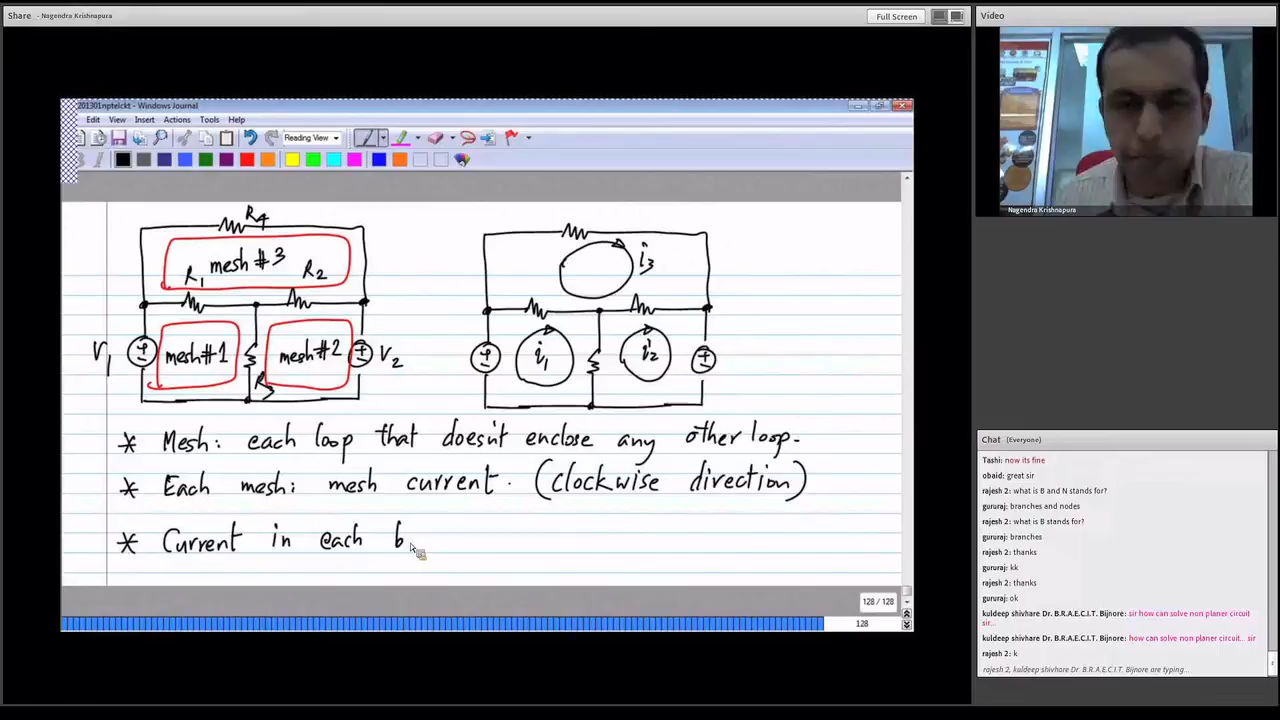 Share - Nagendra Krishnapura
Full Screen
Video
201301nptelckt - Windows Journal
Edit View Insert Actions Tools Help
Reading View
R4
mesh #3
R1
R2
i3
V1
mesh#1
mesh#2
V2
R3
i1
i2
* Mesh: each loop that doesn't enclose any other loop.
* Each mesh: mesh current. (clockwise direction)
* Current in each b
128 / 128
128
Nagendra Krishnapura
Chat (Everyone)
Tashi: now its fine
obaid: great sir
rajesh 2: what is B and N stands for?
gururaj: branches and nodes
rajesh 2: what is B stands for?
gururaj: branches
rajesh 2: thanks
gururaj: kk
rajesh 2: thanks
gururaj: ok
kuldeep shivhare Dr. B.R.A.E.C.I.T. Bijnore: sir how can solve non planer circuit
sir...
kuldeep shivhare Dr. B.R.A.E.C.I.T. Bijnore: how can solve non planer circuit... sir
rajesh 2: k
rajesh 2, kuldeep shivhare Dr. B.R.A.E.C.I.T. Bijnore are typing...